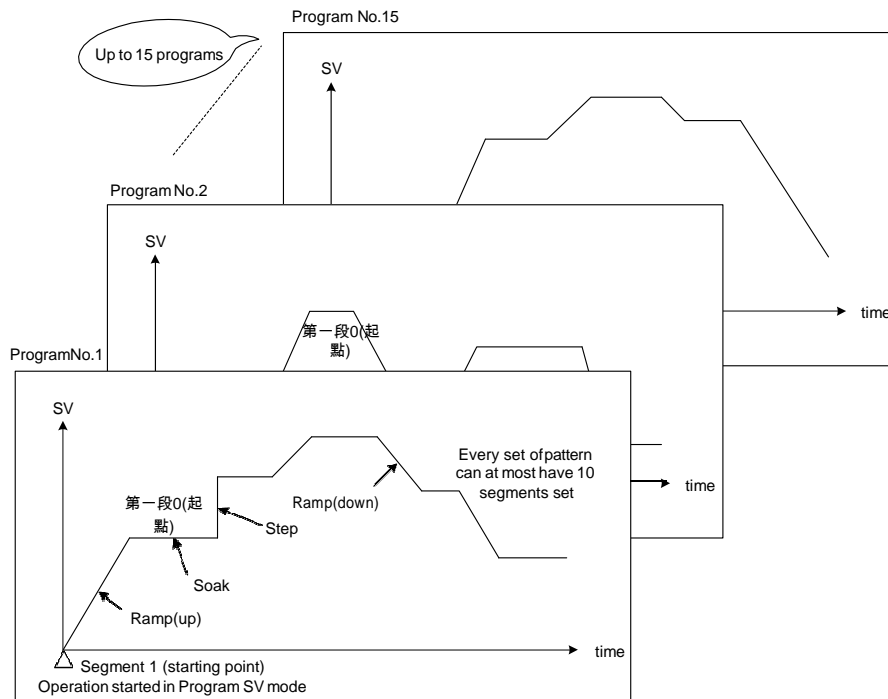 Program No.15
Up to 15 programs
SV
time
Program No.2
SV
第一段0(起
點)
time
ProgramNo.1
SV
Every set of pattern
can at most have 10
segments set
Ramp(down)
第一段0(起
點)
Step
Soak
Ramp(up)
time
Segment 1 (starting point)
Operation started in Program SV mode